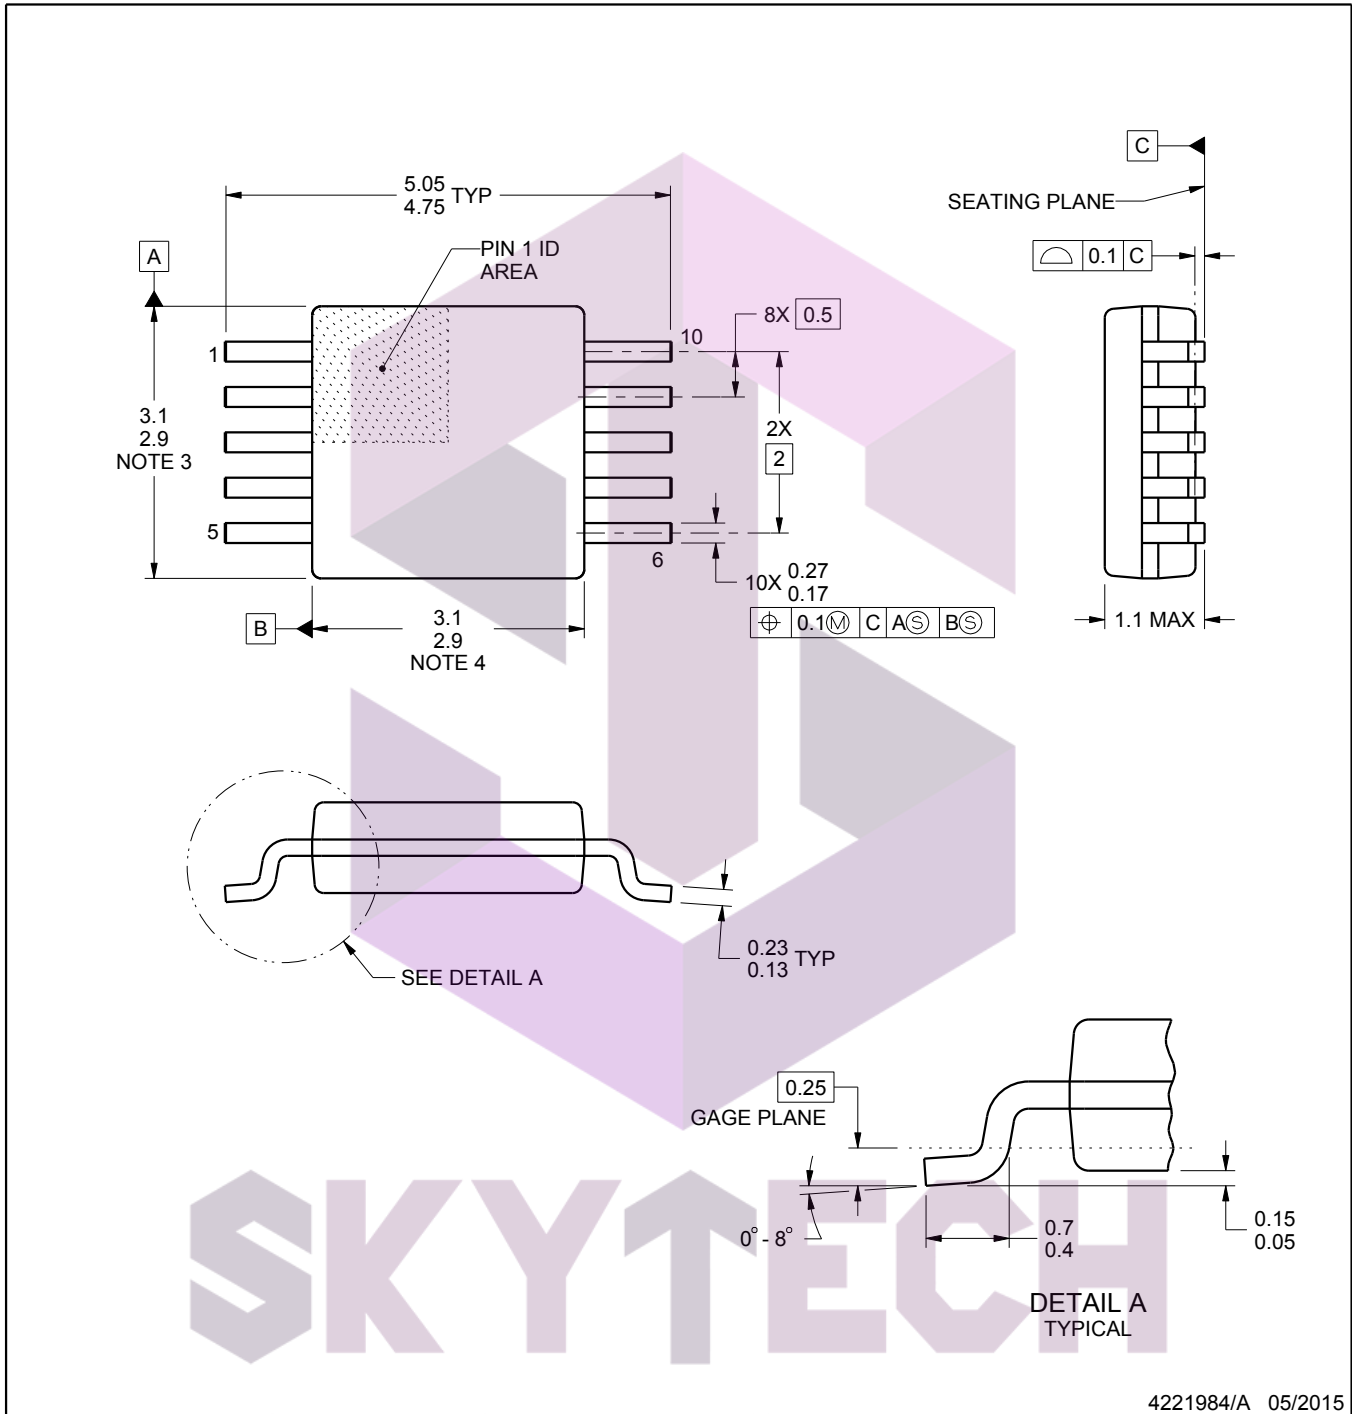 C
SEATING PLANE
0.1 C
5.05
4.75 TYP
PIN 1 ID
AREA
A
8X 0.5
1
10
3.1
2.9
NOTE 3
2X
2
5
6
10X 0.27
0.17
0.1Ⓜ C AⓈ BⓈ
B
3.1
2.9
NOTE 4
1.1 MAX
0.23
0.13 TYP
SEE DETAIL A
0.25
GAGE PLANE
0° - 8°
0.7
0.4
0.15
0.05
DETAIL A
TYPICAL
SKYTECH
4221984/A 05/2015